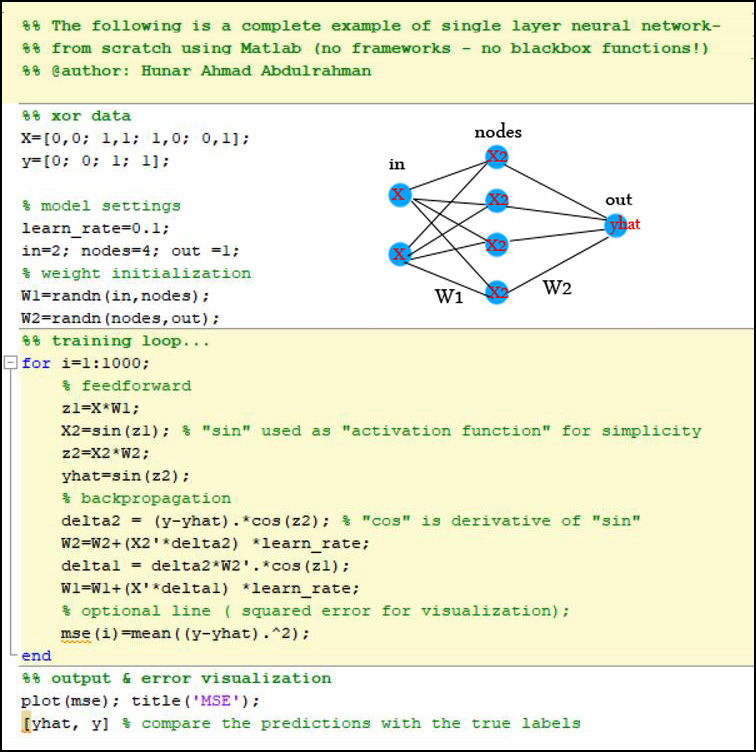 %% The following is a complete example of single layer neural network-
%% from scratch using Matlab (no frameworks - no blackbox functions!)
%% @author: Hunar Ahmad Abdulrahman
%% xor data
X=[0,0; 1,1; 1,0; 0,1];
y=[0; 0; 1; 1];
% model settings
learn_rate=0.1;
in=2; nodes=4; out =1;
% weight initialization
W1=randn(in,nodes);
W2=randn(nodes,out);
nodes
in
out
X2
X
X2
yhat
X2
X
X2
W1
W2
%% training loop...
for i=1:1000;
% feedforward
z1=X*W1;
X2=sin(z1); % "sin" used as "activation function" for simplicity
z2=X2*W2;
yhat=sin(z2);
% backpropagation
delta2 = (y-yhat).*cos(z2); % "cos" is derivative of "sin"
W2=W2+(X2'*delta2) *learn_rate;
delta1 = delta2*W2'.*cos(z1);
W1=W1+(X'*delta1) *learn_rate;
% optional line ( squared error for visualization);
mse(i)=mean((y-yhat).^2);
end
%% output & error visualization
plot(mse); title('MSE');
[yhat, y] % compare the predictions with the true labels